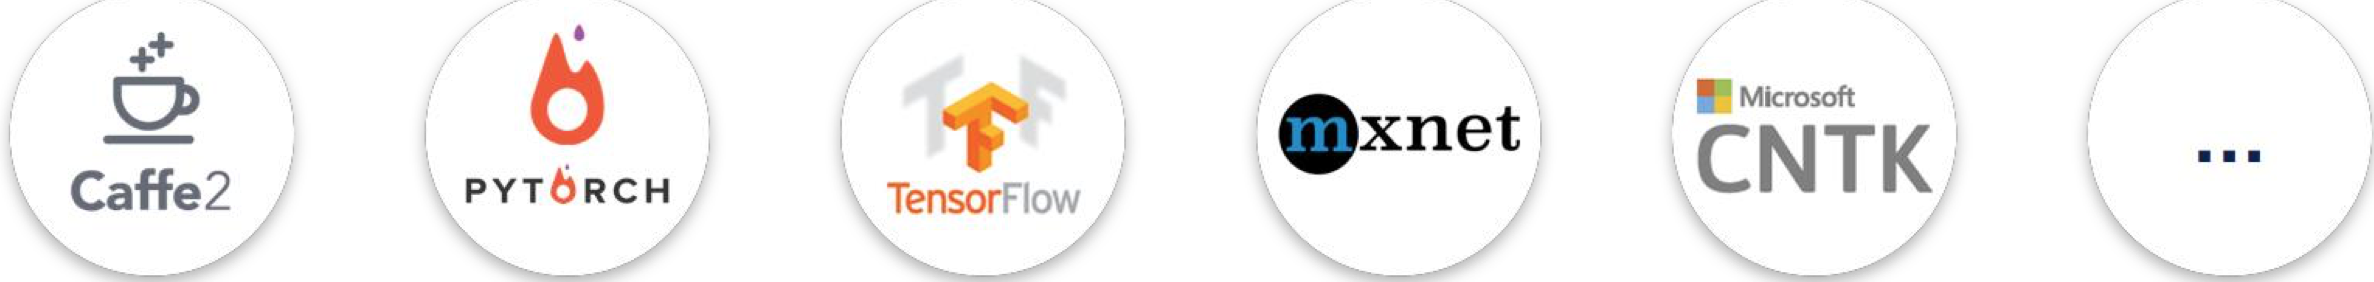 Caffe2
PYTORCH
TensorFlow
mxnet
Microsoft
CNTK
...